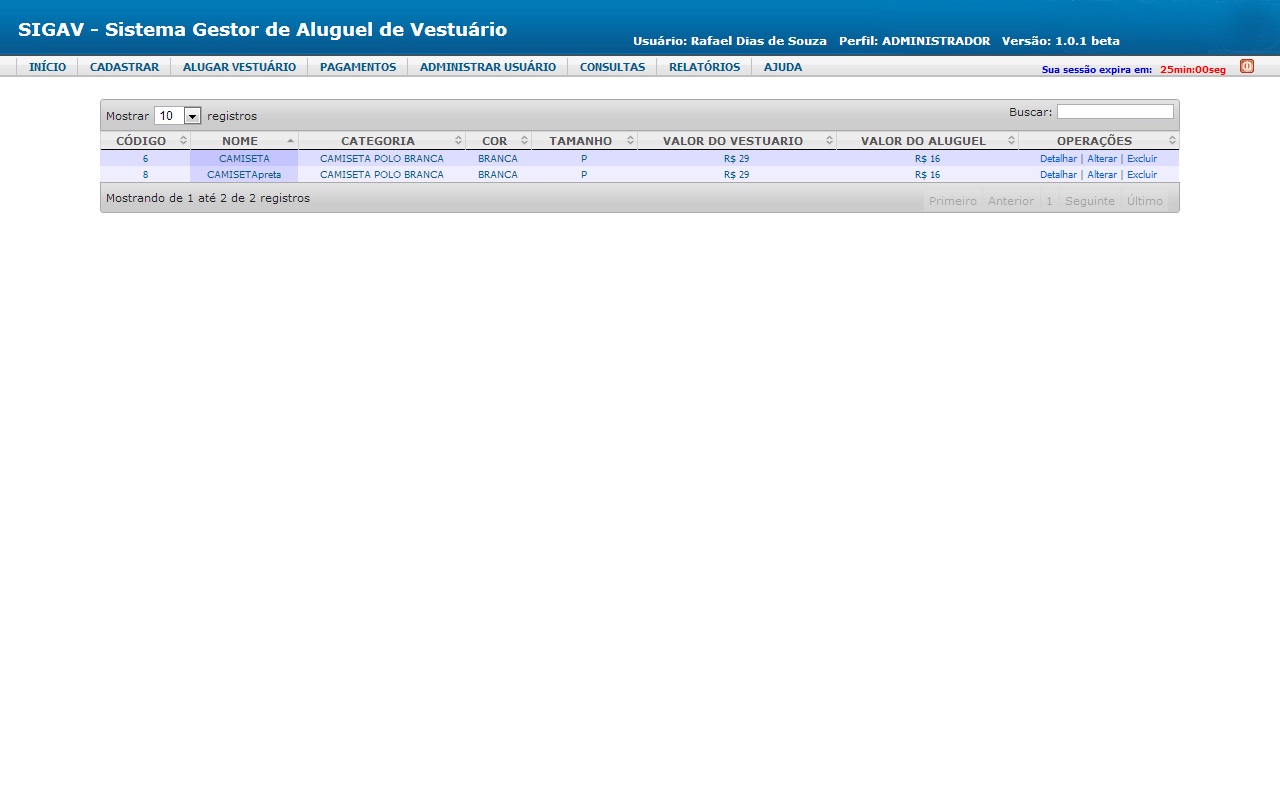 SIGAV - Sistema Gestor de Aluguel de Vestuário
Usuário: Rafael Dias de Souza Perfil: ADMINISTRADOR Versão: 1.0.1 beta
INÍCIO CADASTRAR ALUGAR VESTUÁRIO PAGAMENTOS ADMINISTRAR USUÁRIO CONSULTAS RELATÓRIOS AJUDA Sua sessão expira em: 25min:00seg
Mostrar 10 registros Buscar:
CÓDIGO NOME CATEGORIA COR TAMANHO VALOR DO VESTUARIO VALOR DO ALUGUEL OPERAÇÕES
6 CAMISETA CAMISETA POLO BRANCA BRANCA P R$ 29 R$ 16 Detalhar | Alterar | Excluir
8 CAMISETApreta CAMISETA POLO BRANCA BRANCA P R$ 29 R$ 16 Detalhar | Alterar | Excluir
Mostrando de 1 até 2 de 2 registros Primeiro Anterior 1 Seguinte Último